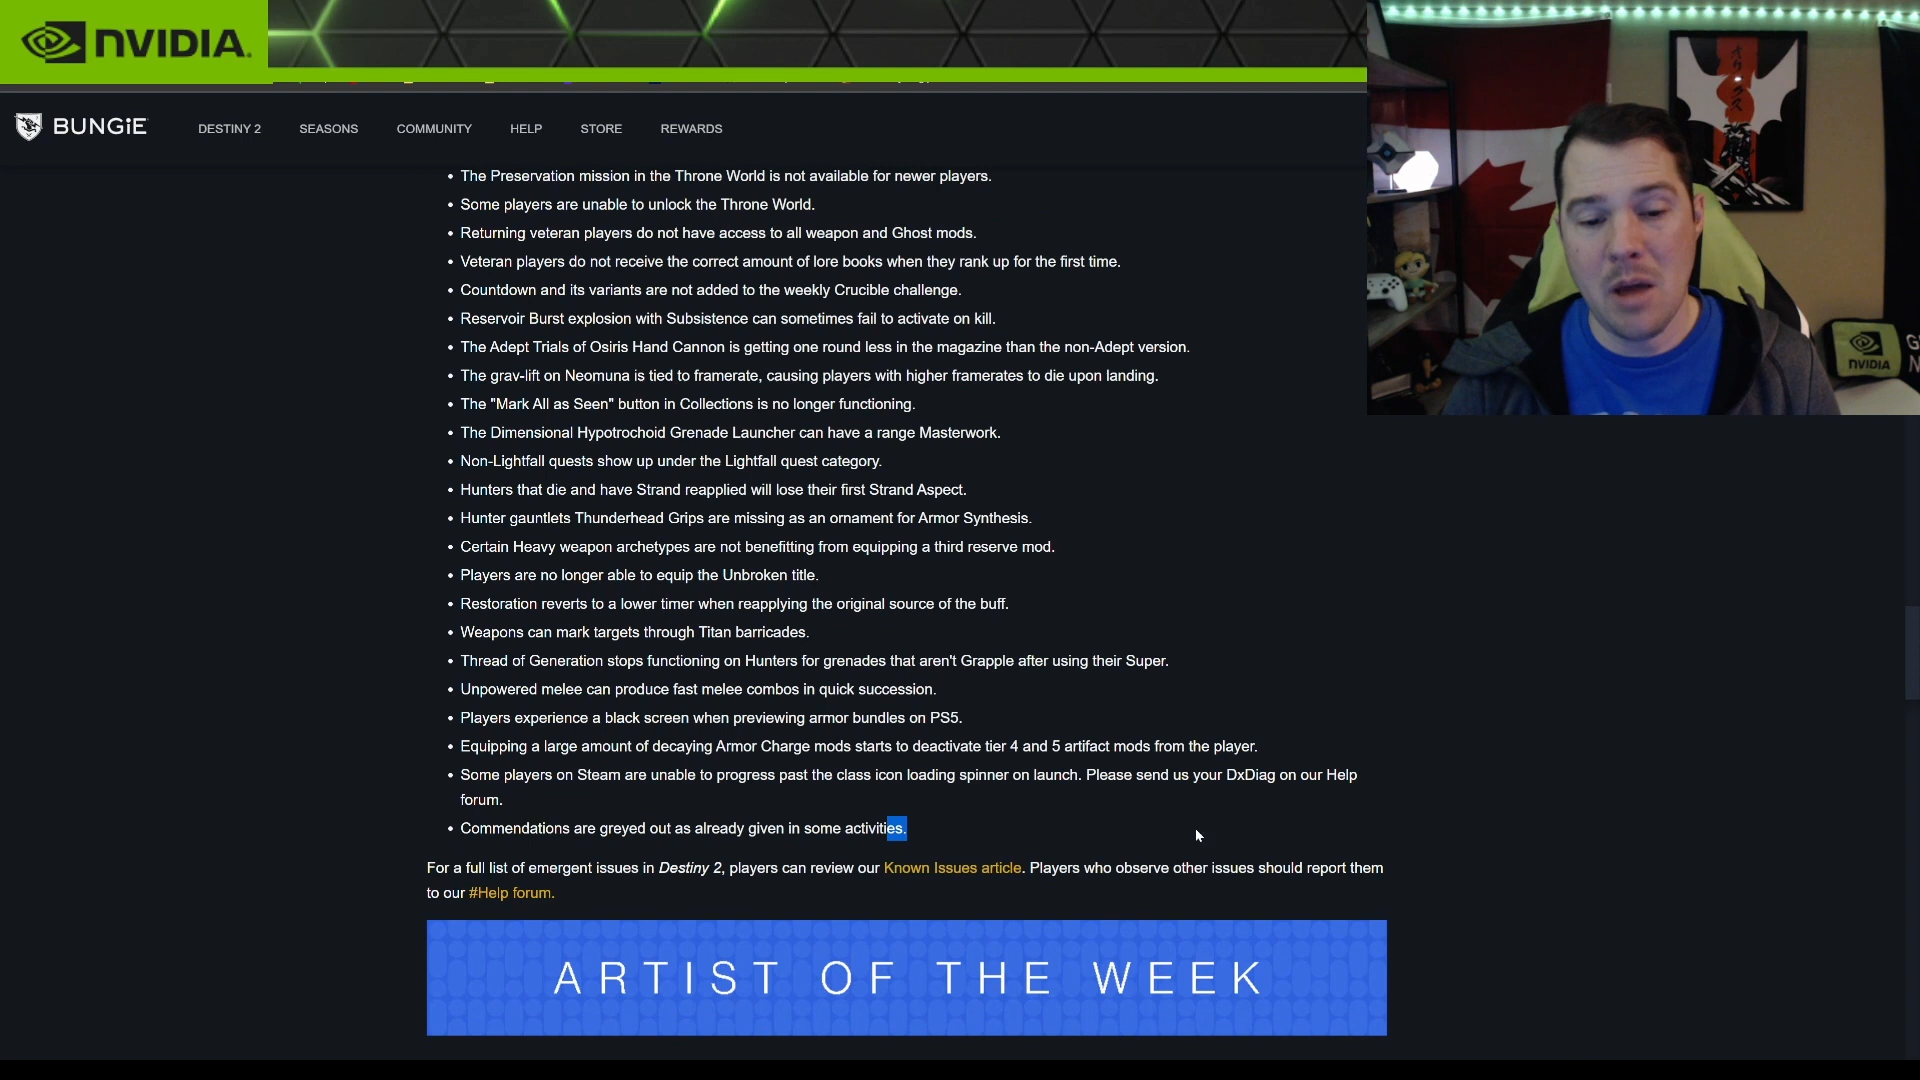 NVIDIA.
BUNGiE
DESTINY 2 SEASONS COMMUNITY HELP STORE REWARDS
• The Preservation mission in the Throne World is not available for newer players.
• Some players are unable to unlock the Throne World.
• Returning veteran players do not have access to all weapon and Ghost mods.
• Veteran players do not receive the correct amount of lore books when they rank up for the first time.
• Countdown and its variants are not added to the weekly Crucible challenge.
• Reservoir Burst explosion with Subsistence can sometimes fail to activate on kill.
• The Adept Trials of Osiris Hand Cannon is getting one round less in the magazine than the non-Adept version.
• The grav-lift on Neomuna is tied to framerate, causing players with higher framerates to die upon landing.
• The "Mark All as Seen" button in Collections is no longer functioning.
• The Dimensional Hypotrochoid Grenade Launcher can have a range Masterwork.
• Non-Lightfall quests show up under the Lightfall quest category.
• Hunters that die and have Strand reapplied will lose their first Strand Aspect.
• Hunter gauntlets Thunderhead Grips are missing as an ornament for Armor Synthesis.
• Certain Heavy weapon archetypes are not benefitting from equipping a third reserve mod.
• Players are no longer able to equip the Unbroken title.
• Restoration reverts to a lower timer when reapplying the original source of the buff.
• Weapons can mark targets through Titan barricades.
• Thread of Generation stops functioning on Hunters for grenades that aren't Grapple after using their Super.
• Unpowered melee can produce fast melee combos in quick succession.
• Players experience a black screen when previewing armor bundles on PS5.
• Equipping a large amount of decaying Armor Charge mods starts to deactivate tier 4 and 5 artifact mods from the player.
• Some players on Steam are unable to progress past the class icon loading spinner on launch. Please send us your DxDiag on our Help
forum.
• Commendations are greyed out as already given in some activities.
For a full list of emergent issues in Destiny 2, players can review our Known Issues article. Players who observe other issues should report them
to our #Help forum.
ARTIST OF THE WEEK
NVIDIA